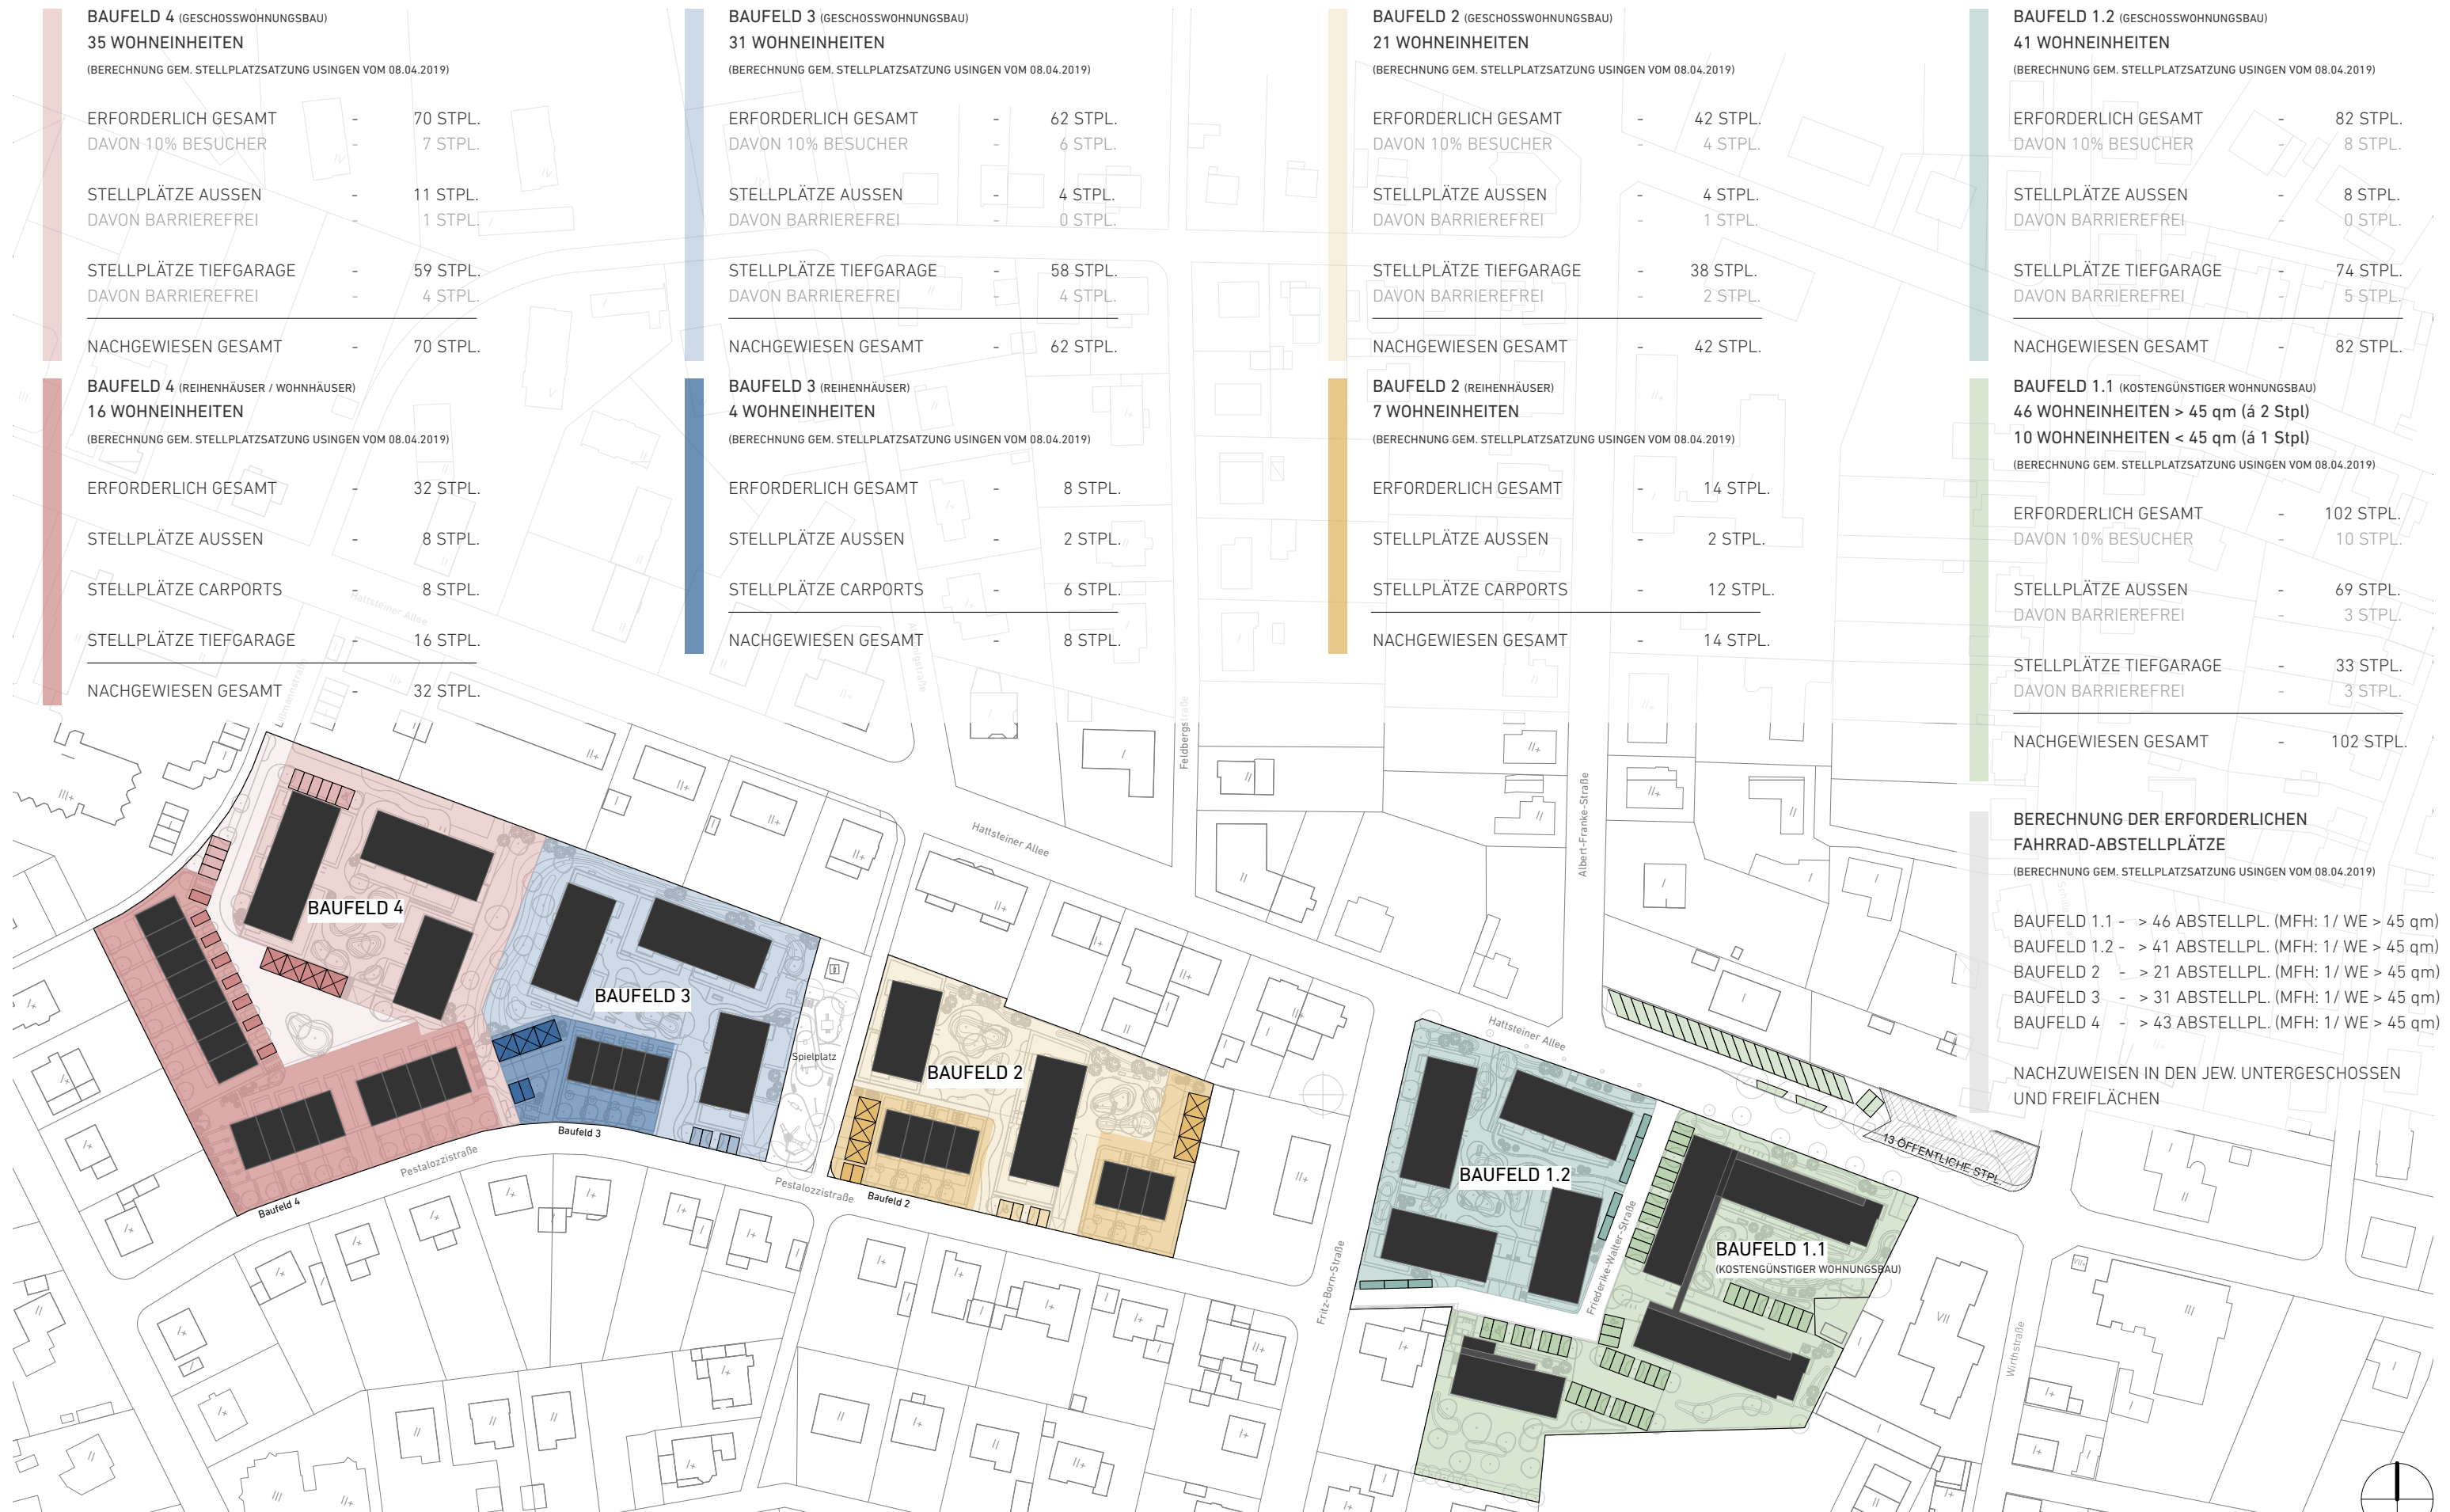 BAUFELD 4 (GESCHOSSWOHNUNGSBAU)
35 WOHNEINHEITEN
(BERECHNUNG GEM. STELLPLATZSATZUNG USINGEN VOM 08.04.2019)
ERFORDERLICH GESAMT - 70 STPL.
DAVON 10% BESUCHER - 7 STPL.
STELLPLÄTZE AUSSEN - 11 STPL.
DAVON BARRIEREFREI - 1 STPL.
STELLPLÄTZE TIEFGARAGE - 59 STPL.
DAVON BARRIEREFREI - 4 STPL.
NACHGEWIESEN GESAMT - 70 STPL.
BAUFELD 4 (REIHENHÄUSER / WOHNHÄUSER)
16 WOHNEINHEITEN
(BERECHNUNG GEM. STELLPLATZSATZUNG USINGEN VOM 08.04.2019)
ERFORDERLICH GESAMT - 32 STPL.
STELLPLÄTZE AUSSEN - 8 STPL.
STELLPLÄTZE CARPORTS - 8 STPL.
STELLPLÄTZE TIEFGARAGE - 16 STPL.
NACHGEWIESEN GESAMT - 32 STPL.
BAUFELD 3 (GESCHOSSWOHNUNGSBAU)
31 WOHNEINHEITEN
(BERECHNUNG GEM. STELLPLATZSATZUNG USINGEN VOM 08.04.2019)
ERFORDERLICH GESAMT - 62 STPL.
DAVON 10% BESUCHER - 6 STPL.
STELLPLÄTZE AUSSEN - 4 STPL.
DAVON BARRIEREFREI - 0 STPL.
STELLPLÄTZE TIEFGARAGE - 58 STPL.
DAVON BARRIEREFREI - 4 STPL.
NACHGEWIESEN GESAMT - 62 STPL.
BAUFELD 3 (REIHENHÄUSER)
4 WOHNEINHEITEN
(BERECHNUNG GEM. STELLPLATZSATZUNG USINGEN VOM 08.04.2019)
ERFORDERLICH GESAMT - 8 STPL.
STELLPLÄTZE AUSSEN - 2 STPL.
STELLPLÄTZE CARPORTS - 6 STPL.
NACHGEWIESEN GESAMT - 8 STPL.
BAUFELD 2 (GESCHOSSWOHNUNGSBAU)
21 WOHNEINHEITEN
(BERECHNUNG GEM. STELLPLATZSATZUNG USINGEN VOM 08.04.2019)
ERFORDERLICH GESAMT - 42 STPL.
DAVON 10% BESUCHER - 4 STPL.
STELLPLÄTZE AUSSEN - 4 STPL.
DAVON BARRIEREFREI - 1 STPL.
STELLPLÄTZE TIEFGARAGE - 38 STPL.
DAVON BARRIEREFREI - 2 STPL.
NACHGEWIESEN GESAMT - 42 STPL.
BAUFELD 2 (REIHENHÄUSER)
7 WOHNEINHEITEN
(BERECHNUNG GEM. STELLPLATZSATZUNG USINGEN VOM 08.04.2019)
ERFORDERLICH GESAMT - 14 STPL.
STELLPLÄTZE AUSSEN - 2 STPL.
STELLPLÄTZE CARPORTS - 12 STPL.
NACHGEWIESEN GESAMT - 14 STPL.
BAUFELD 1.2 (GESCHOSSWOHNUNGSBAU)
41 WOHNEINHEITEN
(BERECHNUNG GEM. STELLPLATZSATZUNG USINGEN VOM 08.04.2019)
ERFORDERLICH GESAMT - 82 STPL.
DAVON 10% BESUCHER - 8 STPL.
STELLPLÄTZE AUSSEN - 8 STPL.
DAVON BARRIEREFREI - 0 STPL.
STELLPLÄTZE TIEFGARAGE - 74 STPL.
DAVON BARRIEREFREI - 5 STPL.
NACHGEWIESEN GESAMT - 82 STPL.
BAUFELD 1.1 (KOSTENGÜNSTIGER WOHNUNGSBAU)
46 WOHNEINHEITEN > 45 qm (á 2 Stpl)
10 WOHNEINHEITEN < 45 qm (á 1 Stpl)
(BERECHNUNG GEM. STELLPLATZSATZUNG USINGEN VOM 08.04.2019)
ERFORDERLICH GESAMT - 102 STPL.
DAVON 10% BESUCHER - 10 STPL.
STELLPLÄTZE AUSSEN - 69 STPL.
DAVON BARRIEREFREI - 3 STPL.
STELLPLÄTZE TIEFGARAGE - 33 STPL.
DAVON BARRIEREFREI - 3 STPL.
NACHGEWIESEN GESAMT - 102 STPL.
BERECHNUNG DER ERFORDERLICHEN
FAHRRAD-ABSTELLPLÄTZE
(BERECHNUNG GEM. STELLPLATZSATZUNG USINGEN VOM 08.04.2019)
BAUFELD 1.1 - > 46 ABSTELLPL. (MFH: 1/ WE > 45 qm)
BAUFELD 1.2 - > 41 ABSTELLPL. (MFH: 1/ WE > 45 qm)
BAUFELD 2 - > 21 ABSTELLPL. (MFH: 1/ WE > 45 qm)
BAUFELD 3 - > 31 ABSTELLPL. (MFH: 1/ WE > 45 qm)
BAUFELD 4 - > 43 ABSTELLPL. (MFH: 1/ WE > 45 qm)
NACHZUWEISEN IN DEN JEW. UNTERGESCHOSSEN
UND FREIFLÄCHEN
Hattsteiner Allee
Feldbergstraße
Hattsteiner Allee
Albert-Franke-Straße
BAUFELD 4
BAUFELD 3
Spielplatz
BAUFELD 2
Hattsteiner Allee
13 ÖFFENTLICHE STPL.
BAUFELD 1.2
Friederike-Walter-Straße
BAUFELD 1.1
(KOSTENGÜNSTIGER WOHNUNGSBAU)
Baufeld 3
Pestalozzistraße
Baufeld 4
Pestalozzistraße
Baufeld 2
Fritz-Born-Straße
Wirthstraße
VII
III